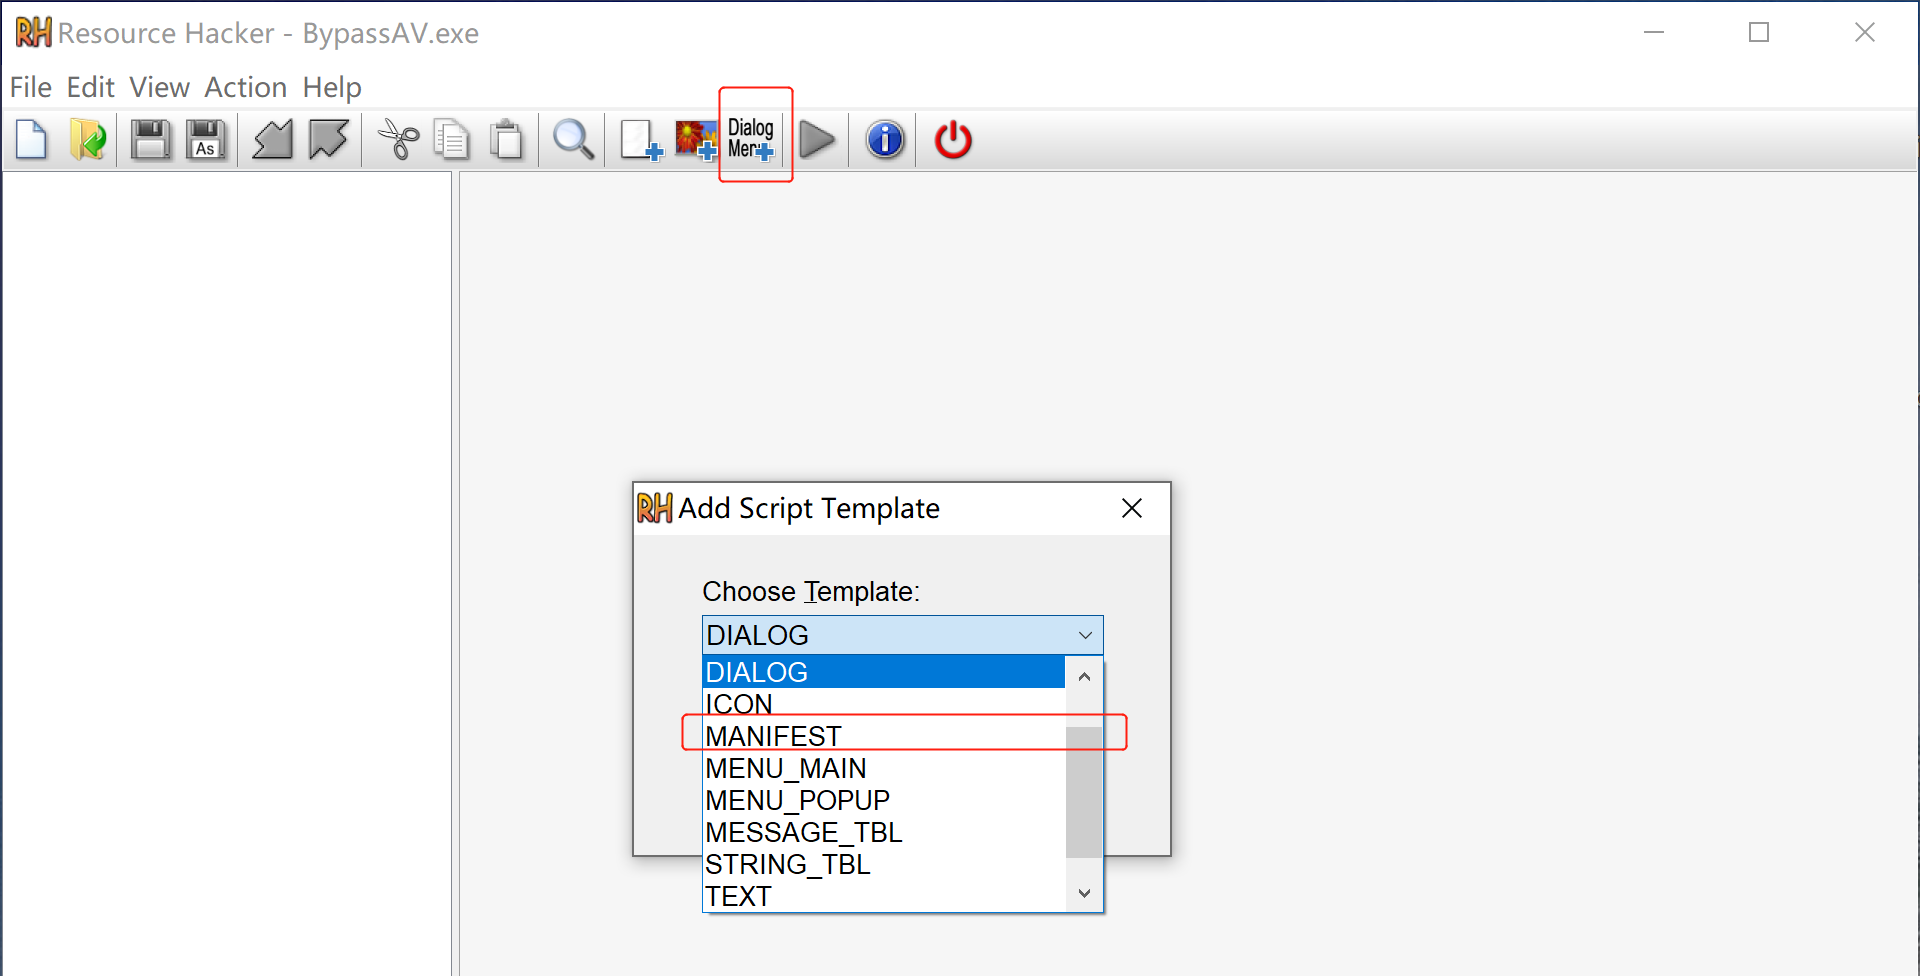 RH Resource Hacker - BypassAV.exe
File Edit View Action Help
As
Dialog
Menu
RH Add Script Template
Choose Template:
DIALOG
DIALOG
ICON
MANIFEST
MENU_MAIN
MENU_POPUP
MESSAGE_TBL
STRING_TBL
TEXT